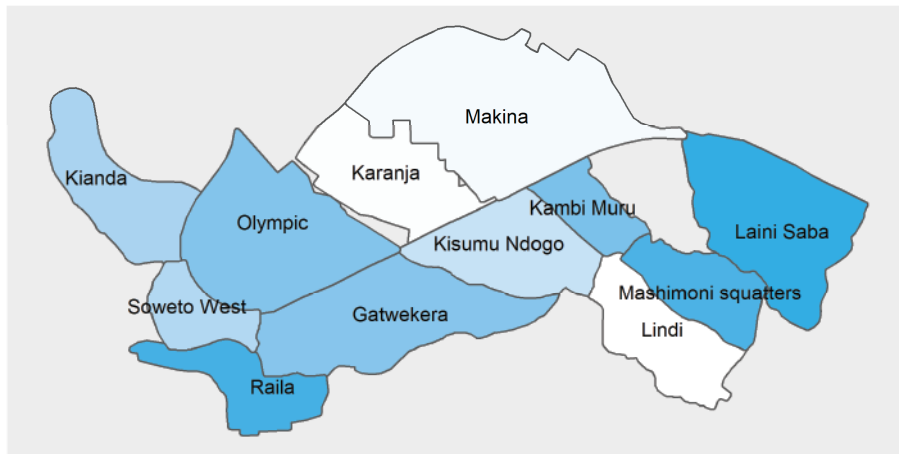 Makina
Karanja
Kianda
Kambi Muru
Olympic
Laini Saba
Kisumu Ndogo
Mashimoni squatters
Soweto West
Gatwekera
Lindi
Raila